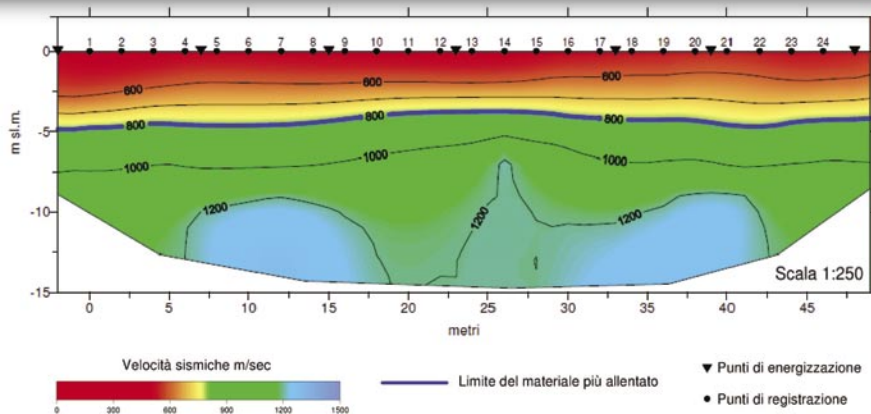 1 2 3 4 5 6 7 8 9 10 11 12 13 14 15 16 17 18 19 20 21 22 23 24
0
-5
-10
-15
m sl.m.
600
600
800
800
800
1000
1000
1200
1200
1200
Scala 1:250
0 5 10 15 20 25 30 35 40 45
metri
Velocità sismiche m/sec
0 300 600 900 1200 1500
Limite del materiale più allentato
Punti di energizzazione
Punti di registrazione